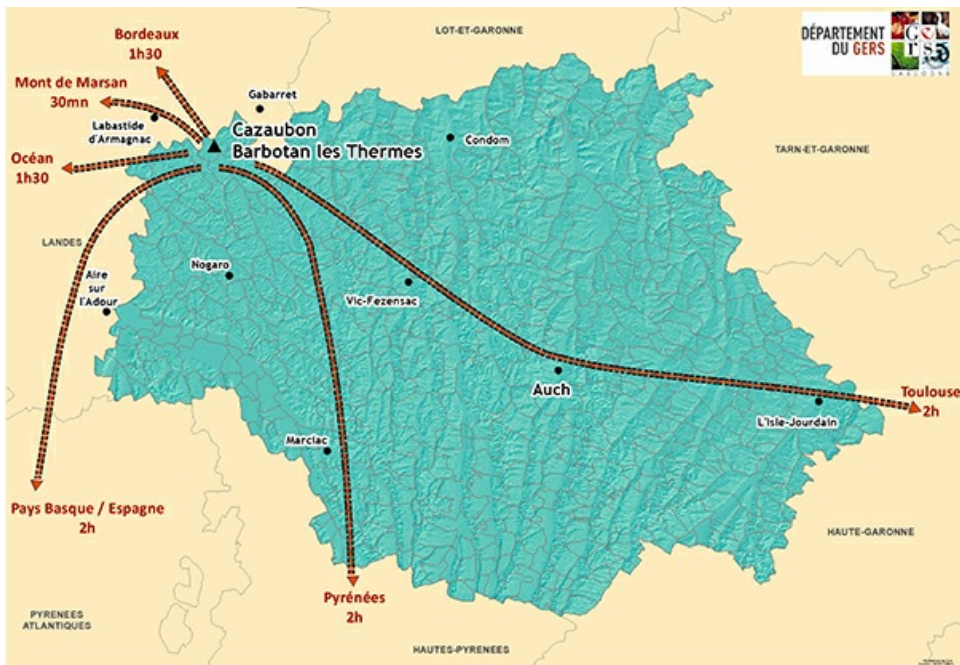 LOT-ET-GARONNE
DÉPARTEMENT
DU GERS
G
r
s
GASCOGNE
Bordeaux
1h30
Mont de Marsan
30mn
Gabarret
Labastide
d'Armagnac
Cazaubon
Barbotan les Thermes
Condom
TARN-ET-GARONNE
Océan
1h30
LANDES
Nogaro
Aire
sur
l'Adour
Vic-Fezensac
Auch
Toulouse
2h
L'Isle-Jourdain
Marciac
Pays Basque / Espagne
2h
HAUTE-GARONNE
Pyrénées
2h
PYRENEES
ATLANTIQUES
HAUTES-PYRENEES